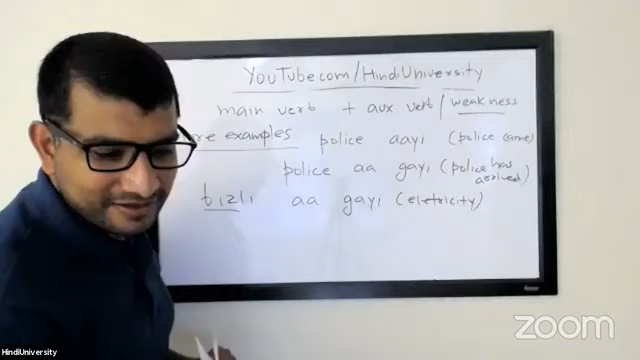 YouTube.com/HindiUniversity
main verb + aux verb / weakness
re examples police aayi (police came)
police aa gayi (police has arrived)
bizli aa gayi (eletricity)
HindiUniversity
zoom